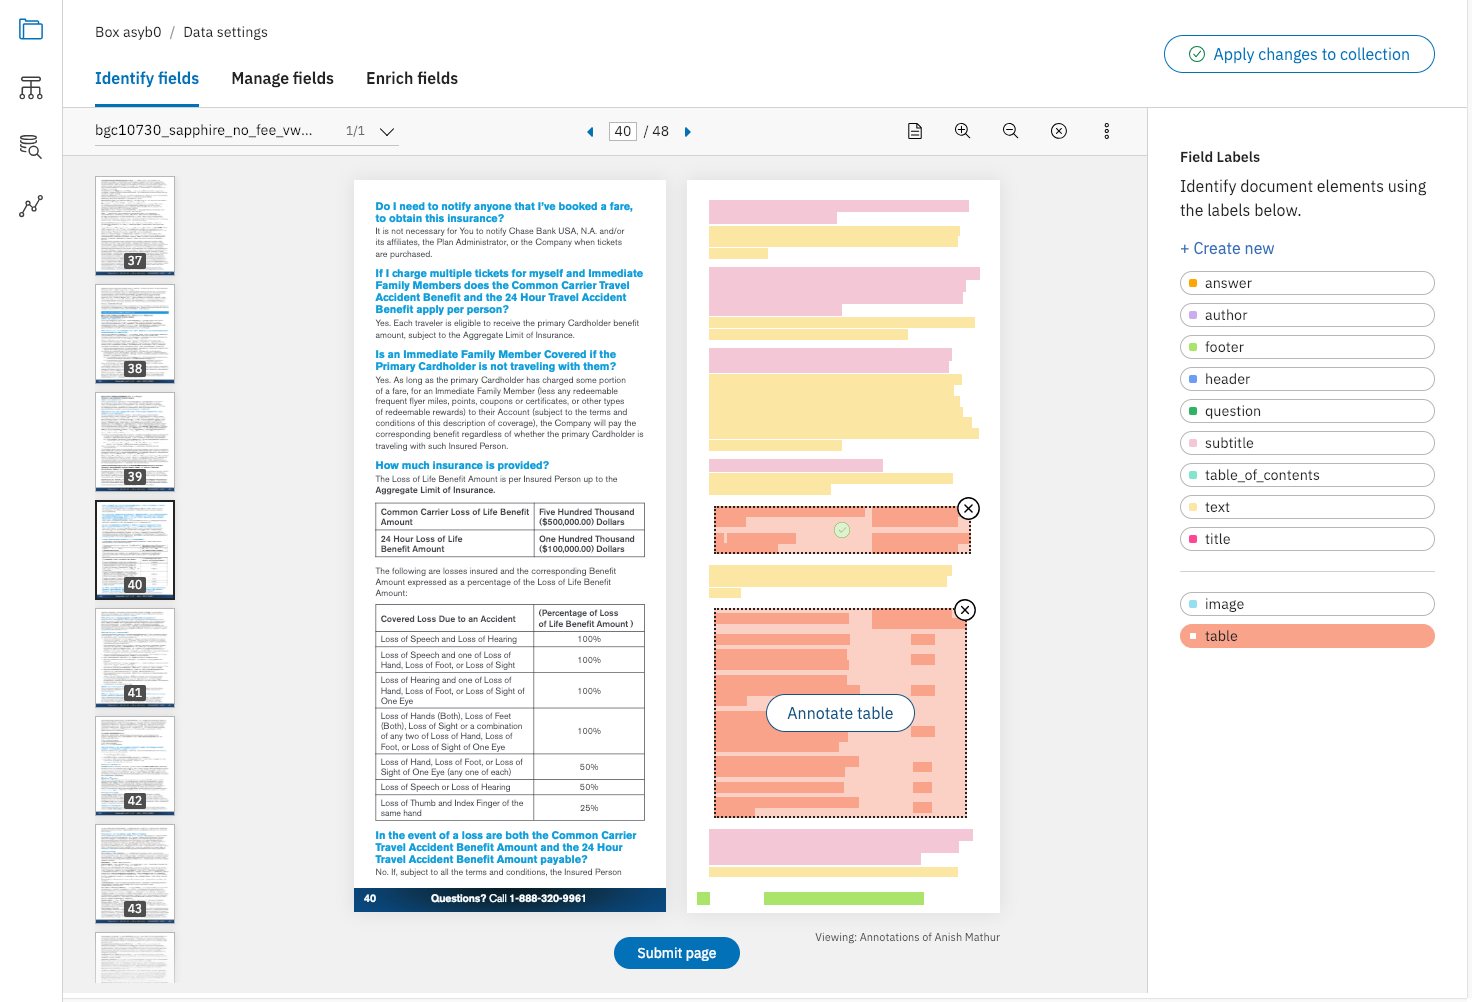 Box asyb0 / Data settings
Apply changes to collection
Identify fields Manage fields Enrich fields
bgc10730_sapphire_no_fee_vw... 1/1
40 / 48
37
38
39
40
41
42
43
Do I need to notify anyone that I've booked a fare,
to obtain this insurance?
It is not necessary for You to notify Chase Bank USA, N.A. and/or
its affiliates, the Plan Administrator, or the Company when tickets
are purchased.
If I charge multiple tickets for myself and Immediate
Family Members does the Common Carrier Travel
Accident Benefit and the 24 Hour Travel Accident
Benefit apply per person?
Yes. Each traveler is eligible to receive the primary Cardholder benefit
amount, subject to the Aggregate Limit of Insurance.
Is an Immediate Family Member Covered if the
Primary Cardholder is not traveling with them?
Yes. As long as the primary Cardholder has charged some portion
of a fare, for an Immediate Family Member (less any redeemable
frequent flyer miles, points, coupons or certificates, or other types
of redeemable rewards) to their Account (subject to the terms and
conditions of this description of coverage), the Company will pay the
corresponding benefit regardless of whether the primary Cardholder is
traveling with such Insured Person.
How much insurance is provided?
The Loss of Life Benefit Amount is per Insured Person up to the
Aggregate Limit of Insurance.
Common Carrier Loss of Life Benefit
Amount
Five Hundred Thousand
($500,000.00) Dollars
24 Hour Loss of Life
Benefit Amount
One Hundred Thousand
($100,000.00) Dollars
The following are losses insured and the corresponding Benefit
Amount expressed as a percentage of the Loss of Life Benefit
Amount:
Covered Loss Due to an Accident
(Percentage of Loss
of Life Benefit Amount )
Loss of Speech and Loss of Hearing 100%
Loss of Speech and one of Loss of
Hand, Loss of Foot, or Loss of Sight
100%
Loss of Hearing and one of Loss of
Hand, Loss of Foot, or Loss of Sight of
One Eye
100%
Loss of Hands (Both), Loss of Feet
(Both), Loss of Sight or a combination
of any two of Loss of Hand, Loss of
Foot, or Loss of Sight of One Eye
100%
Loss of Hand, Loss of Foot, or Loss of
Sight of One Eye (any one of each)
50%
Loss of Speech or Loss of Hearing 50%
Loss of Thumb and Index Finger of the
same hand
25%
In the event of a loss are both the Common Carrier
Travel Accident Benefit Amount and the 24 Hour
Travel Accident Benefit Amount payable?
No. If, subject to all the terms and conditions, the Insured Person
40 Questions? Call 1-888-320-9961
Annotate table
Viewing: Annotations of Anish Mathur
Submit page
Field Labels
Identify document elements using
the labels below.
+ Create new
answer
author
footer
header
question
subtitle
table_of_contents
text
title
image
table